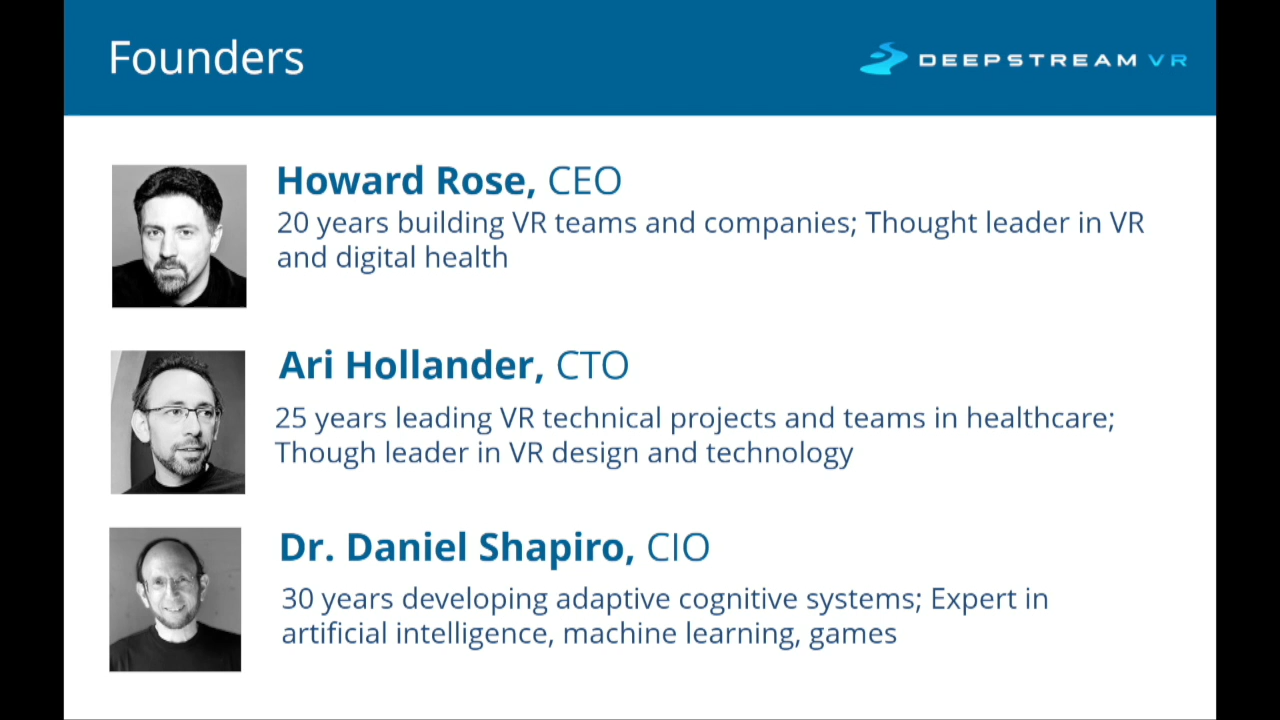 Founders
DEEPSTREAM VR
Howard Rose, CEO
20 years building VR teams and companies; Thought leader in VR
and digital health
Ari Hollander, CTO
25 years leading VR technical projects and teams in healthcare;
Though leader in VR design and technology
Dr. Daniel Shapiro, CIO
30 years developing adaptive cognitive systems; Expert in
artificial intelligence, machine learning, games